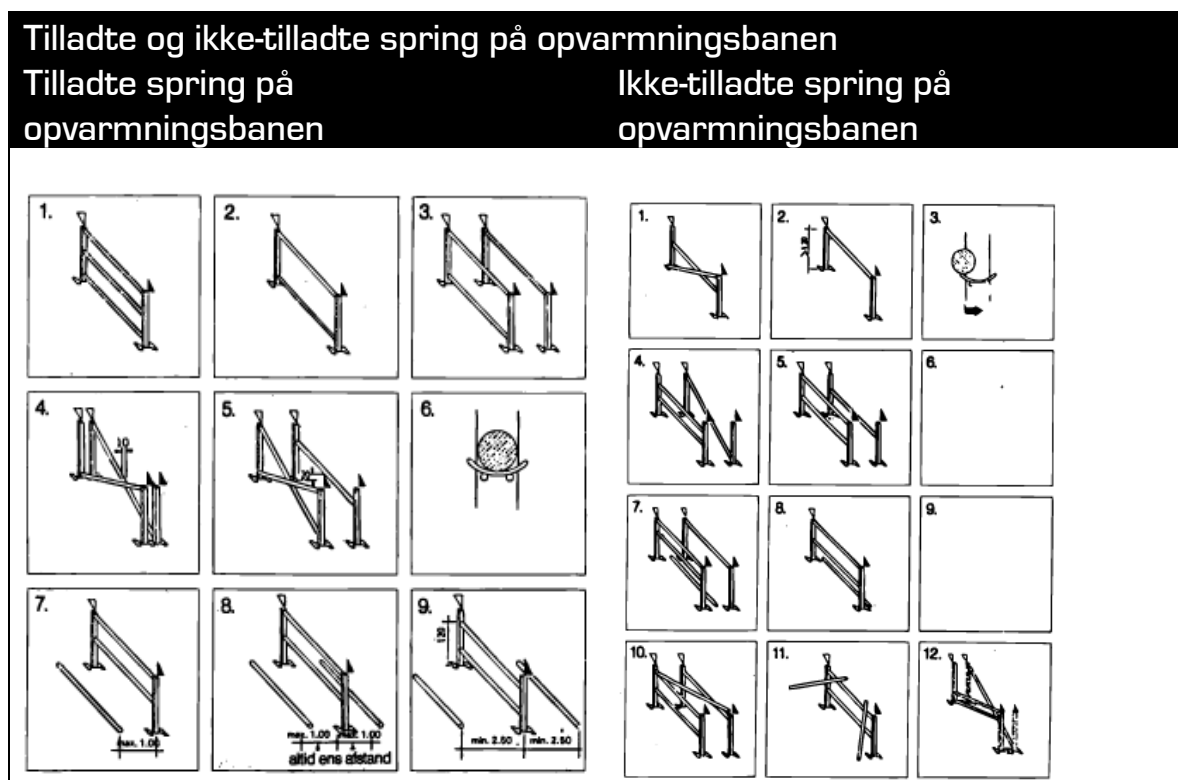 Tilladte og ikke-tilladte spring på opvarmningsbanen
Tilladte spring på
opvarmningsbanen
Ikke-tilladte spring på
opvarmningsbanen
1.
2.
3.
4.
10
5.
6.
7.
max. 1.00
8.
max. 1.00
1.00
altid ens afstand
9.
120
min. 2.50
min. 2.50
1.
2.
3.
4.
5.
6.
7.
8.
9.
10.
11.
12.